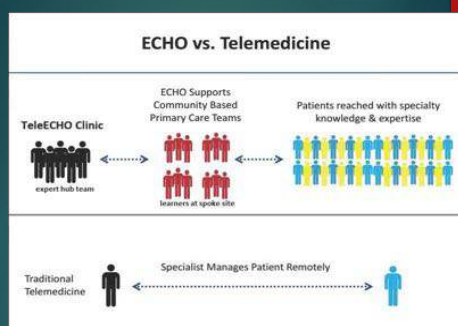 ECHO vs. Telemedicine
TeleECHO Clinic
expert hub team
ECHO Supports
Community Based
Primary Care Teams
learners at spoke site
Patients reached with specialty
knowledge & expertise
Traditional
Telemedicine
Specialist Manages Patient Remotely